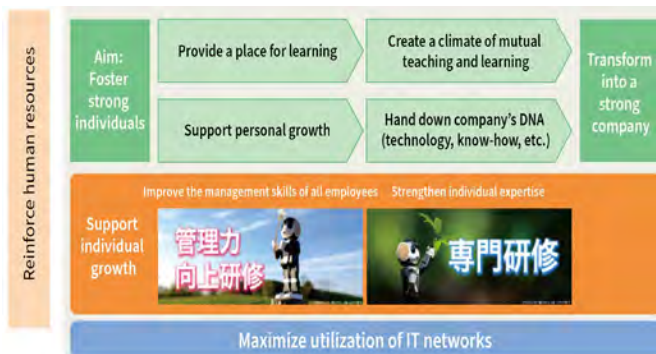 Reinforce human resources
Aim:
Foster
strong
individuals
Provide a place for learning
Create a climate of mutual
teaching and learning
Support personal growth
Hand down company's DNA
(technology, know-how, etc.)
Transform
into a
strong
company
Support
individual
growth
Improve the management skills of all employees
管理力
向上研修
Strengthen individual expertise
専門研修
Maximize utilization of IT networks